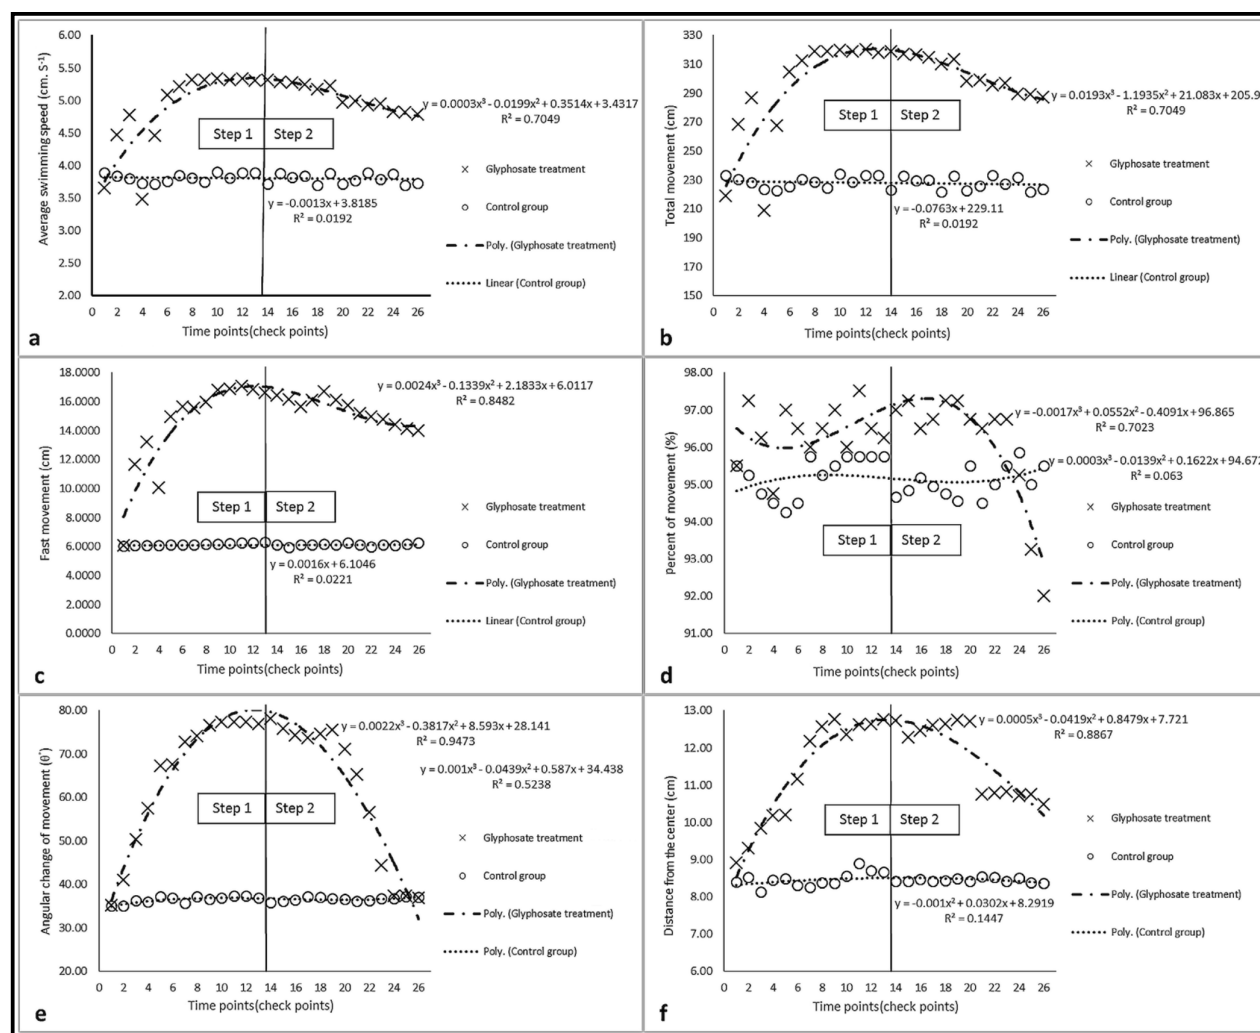 6.00
5.50
5.00
4.50
4.00
3.50
3.00
2.50
2.00
Average swimming speed (cm. S⁻¹)
0 2 4 6 8 10 12 14 16 18 20 22 24 26
Time points(check points)
Step 1 Step 2
y = 0.0003x³ - 0.0199x² + 0.3514x + 3.4317
R² = 0.7049
y = -0.0013x + 3.8185
R² = 0.0192
Glyphosate treatment
Control group
Poly. (Glyphosate treatment)
Linear (Control group)
a
330
310
290
270
250
230
210
190
170
150
Total movement (cm)
0 2 4 6 8 10 12 14 16 18 20 22 24 26
Time points(check points)
Step 1 Step 2
y = 0.0193x³ - 1.1935x² + 21.083x + 205.9
R² = 0.7049
y = -0.0763x + 229.11
R² = 0.0192
Glyphosate treatment
Control group
Poly. (Glyphosate treatment)
Linear (Control group)
b
18.0000
16.0000
14.0000
12.0000
10.0000
8.0000
6.0000
4.0000
2.0000
0.0000
Fast movement (cm)
0 2 4 6 8 10 12 14 16 18 20 22 24 26
Time points(check points)
Step 1 Step 2
y = 0.0024x³ - 0.1339x² + 2.1833x + 6.0117
R² = 0.8482
y = 0.0016x + 6.1046
R² = 0.0221
Glyphosate treatment
Control group
Poly. (Glyphosate treatment)
Linear (Control group)
c
98.00
97.00
96.00
95.00
94.00
93.00
92.00
91.00
percent of movement (%)
0 2 4 6 8 10 12 14 16 18 20 22 24 26
Time points(check points)
Step 1 Step 2
y = -0.0017x³ + 0.0552x² - 0.4091x + 96.865
R² = 0.7023
y = 0.0003x³ - 0.0139x² + 0.1622x + 94.672
R² = 0.063
Glyphosate treatment
Control group
Poly. (Glyphosate treatment)
Poly. (Control group)
d
80.00
70.00
60.00
50.00
40.00
30.00
20.00
Angular change of movement (θ˚)
0 2 4 6 8 10 12 14 16 18 20 22 24 26
Time points(check points)
Step 1 Step 2
y = 0.0022x³ - 0.3817x² + 8.593x + 28.141
R² = 0.9473
y = 0.001x³ - 0.0439x² + 0.587x + 34.438
R² = 0.5238
Glyphosate treatment
Control group
Poly. (Glyphosate treatment)
Poly. (Control group)
e
13.00
12.00
11.00
10.00
9.00
8.00
7.00
6.00
Distance from the center (cm)
0 2 4 6 8 10 12 14 16 18 20 22 24 26
Time points(check points)
Step 1 Step 2
y = 0.0005x³ - 0.0419x² + 0.8479x + 7.721
R² = 0.8867
y = -0.001x² + 0.0302x + 8.2919
R² = 0.1447
Glyphosate treatment
Control group
Poly. (Glyphosate treatment)
Poly. (Control group)
f